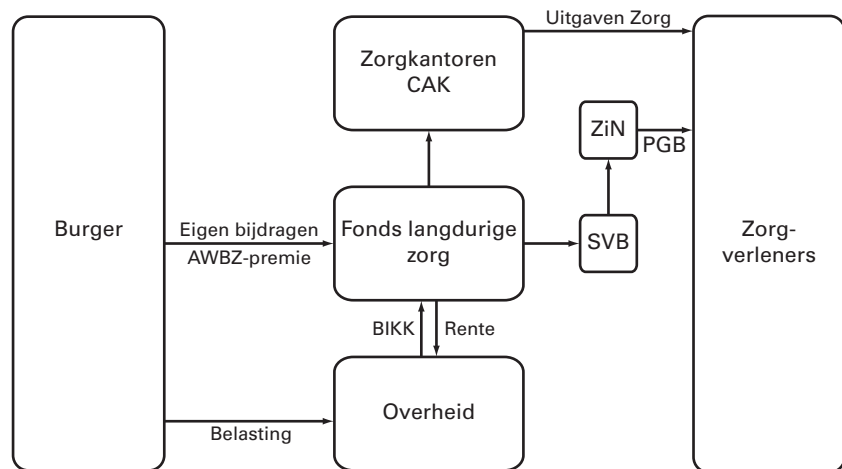 Uitgaven Zorg
Zorgkantoren
CAK
ZiN
PGB
Burger
Eigen bijdragen
AWBZ-premie
Fonds langdurige
zorg
SVB
Zorg-
verleners
BIKK
Rente
Overheid
Belasting